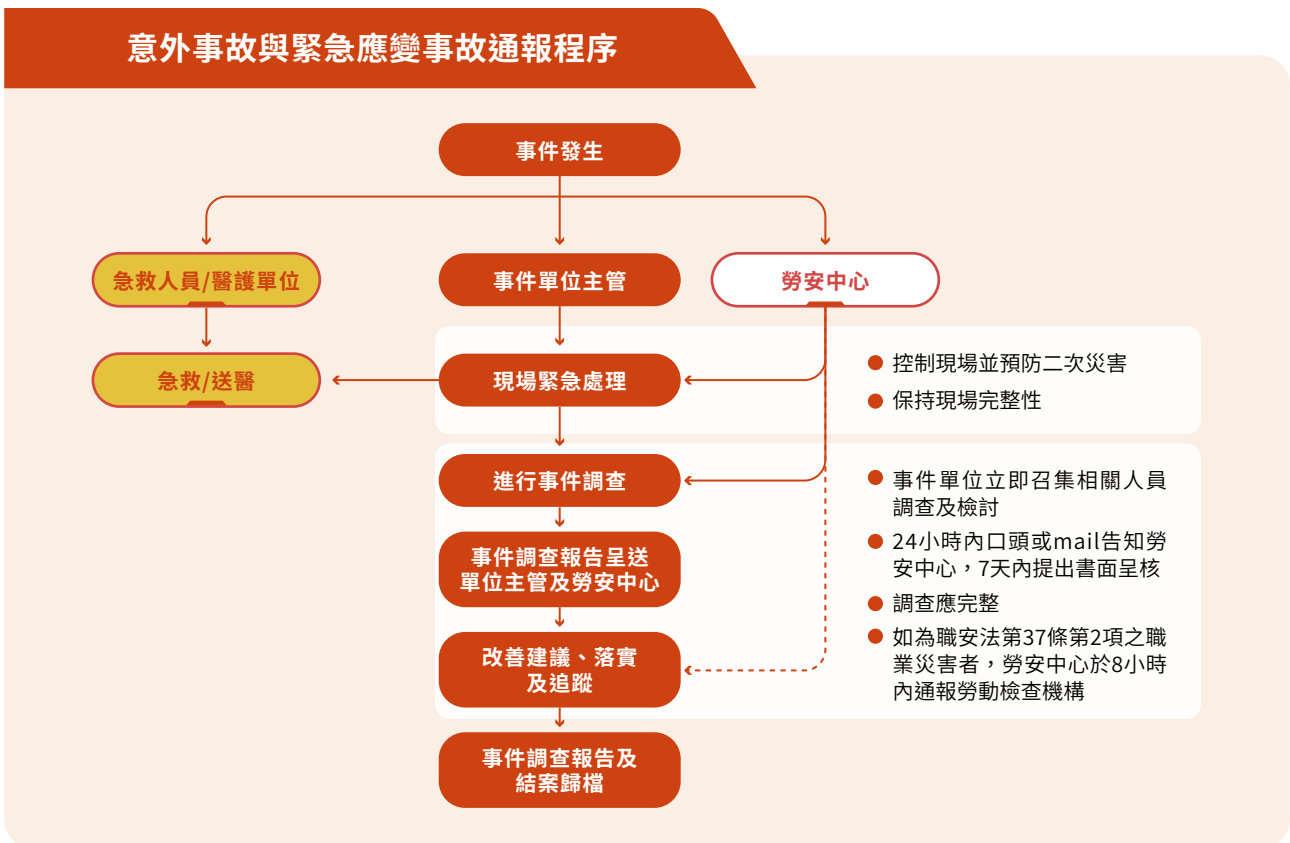 意外事故與緊急應變事故通報程序
事件發生
急救人員/醫護單位
事件單位主管
勞安中心
急救/送醫
現場緊急處理
控制現場並預防二次災害
保持現場完整性
進行事件調查
事件單位立即召集相關人員
調查及檢討
24小時內口頭或mail告知勞
安中心，7天內提出書面呈核
調查應完整
如為職安法第37條第2項之職
業災害者，勞安中心於8小時
內通報勞動檢查機構
事件調查報告呈送
單位主管及勞安中心
改善建議、落實
及追蹤
事件調查報告及
結案歸檔